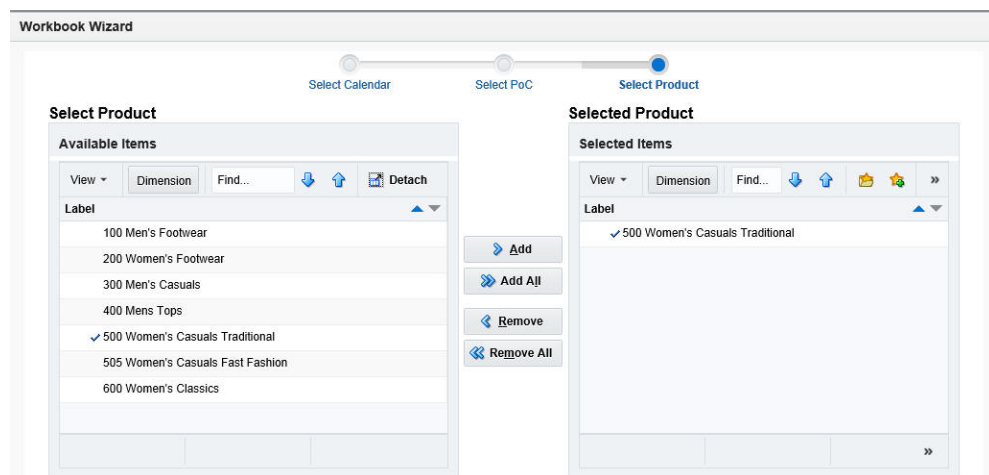 Workbook Wizard
Select Calendar Select PoC Select Product
Select Product
Available Items
View Dimension Find... Detach
Label
100 Men's Footwear
200 Women's Footwear
300 Men's Casuals
400 Mens Tops
500 Women's Casuals Traditional
505 Women's Casuals Fast Fashion
600 Women's Classics
Add
Add All
Remove
Remove All
Selected Product
Selected Items
View Dimension Find... »
Label
500 Women's Casuals Traditional
»